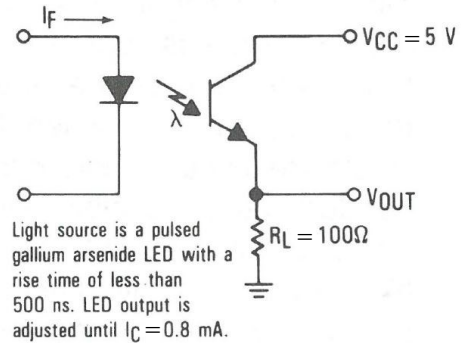 IF
VCC = 5 V
λ
VOUT
RL = 100Ω
Light source is a pulsed
gallium arsenide LED with a
rise time of less than
500 ns. LED output is
adjusted until IC = 0.8 mA.